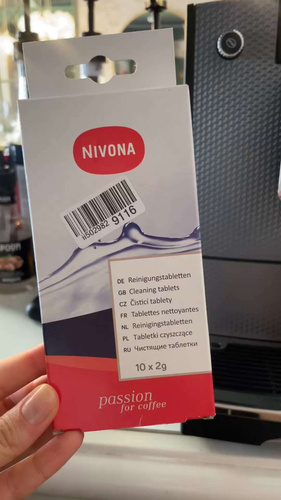 NIVONA
8502982 9116
DE Reinigungstabletten
GB Cleaning tablets
CZ Čisticí tablety
FR Tablettes nettoyantes
NL Reinigingstabletten
PL Tabletki czyszczące
RU Чистящие таблетки
10 x 2g
passion
for coffee